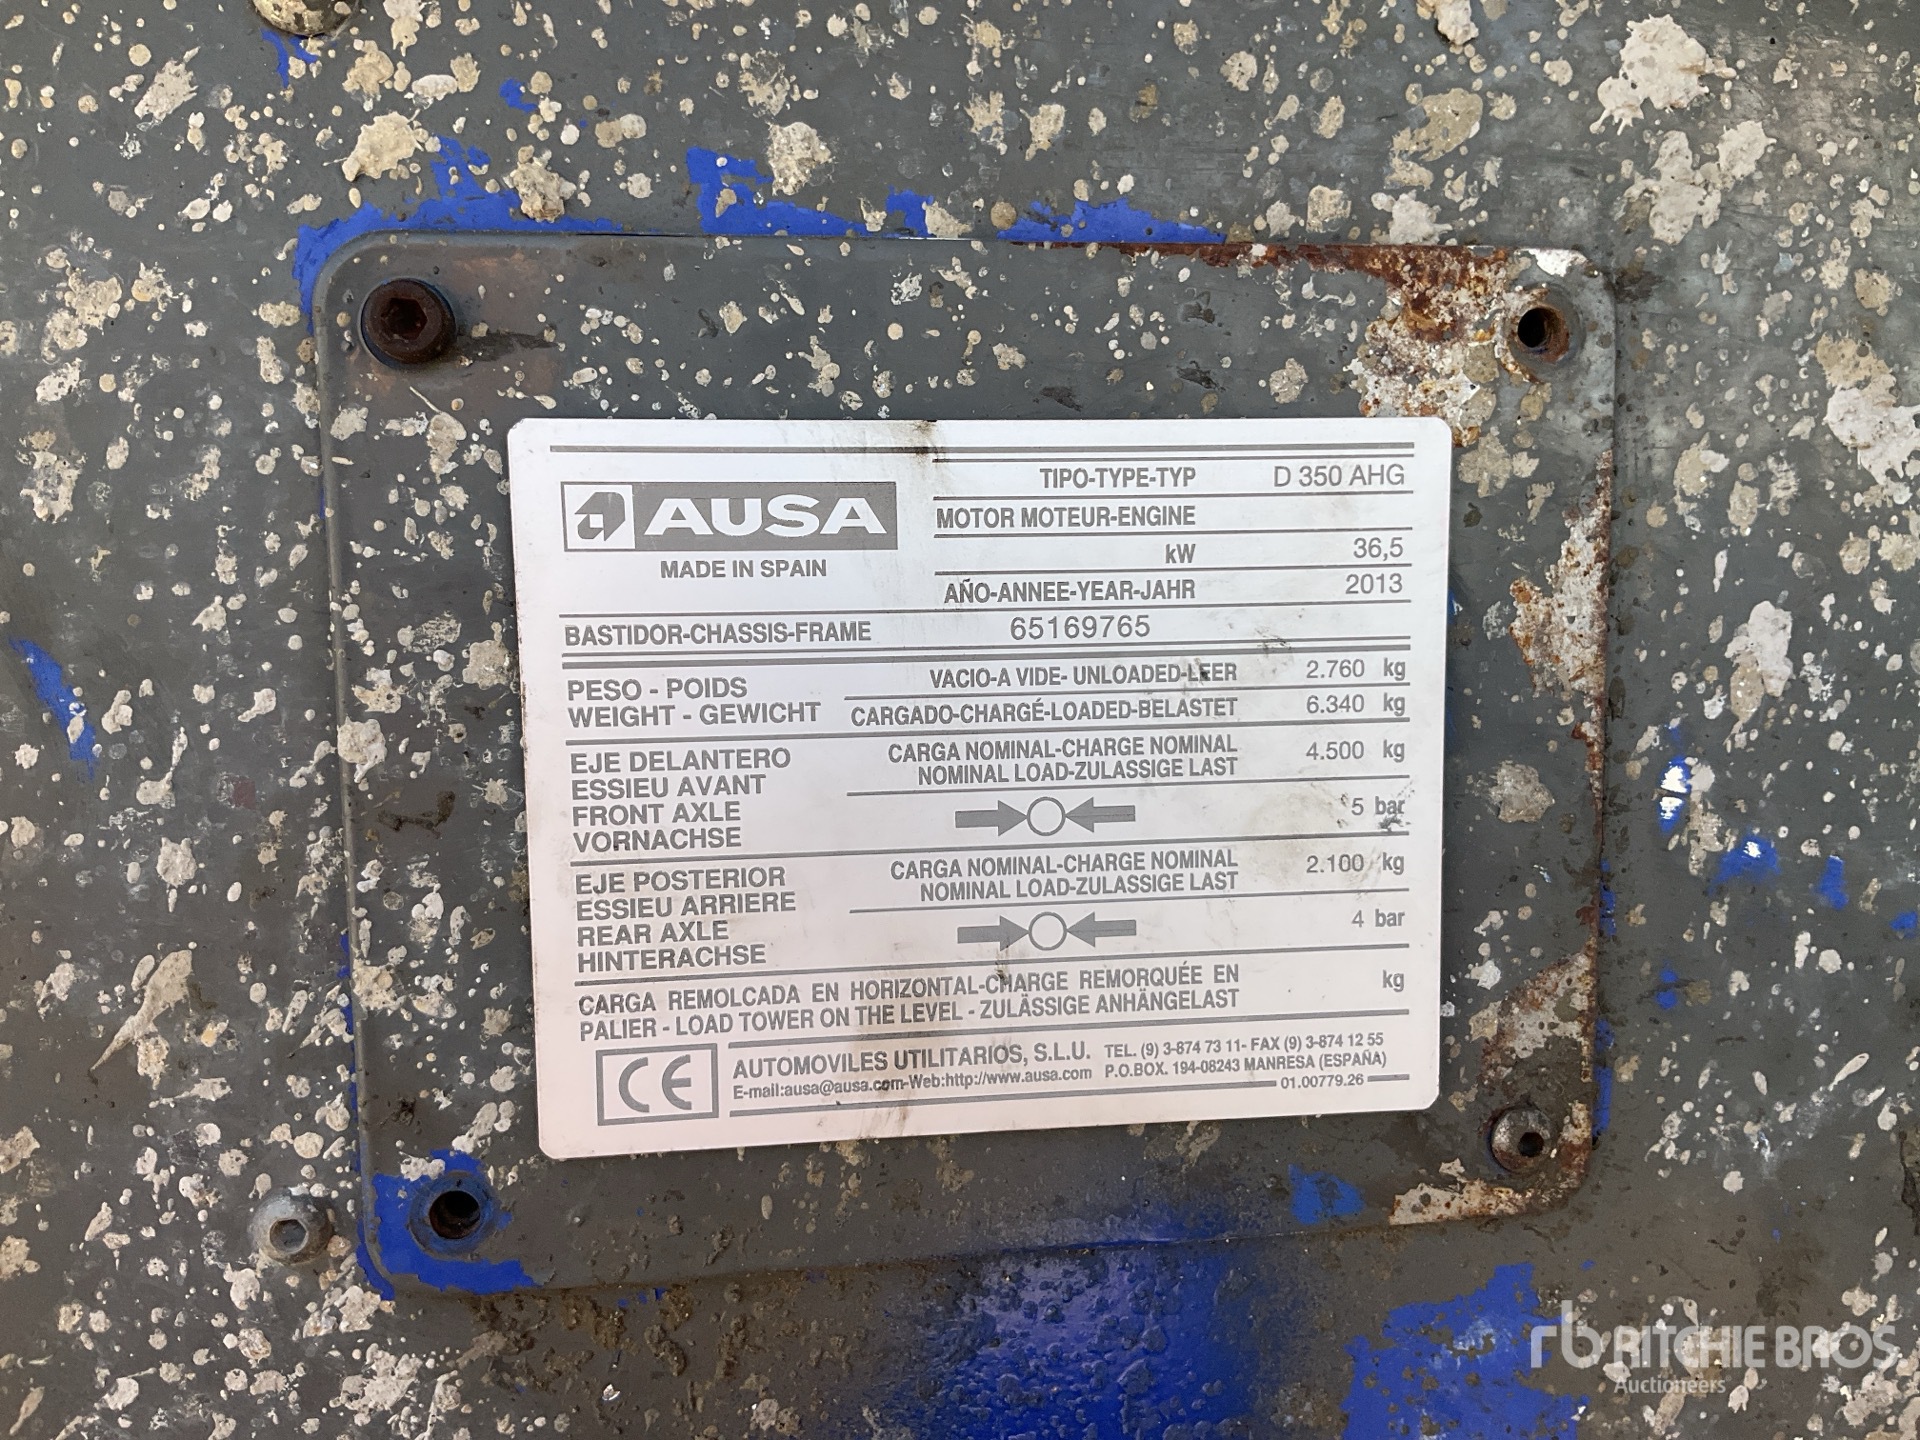 AUSA
MADE IN SPAIN
TIPO-TYPE-TYP D 350 AHG
MOTOR MOTEUR-ENGINE
kW 36,5
AÑO-ANNEE-YEAR-JAHR 2013
BASTIDOR-CHASSIS-FRAME 65169765
PESO - POIDS
WEIGHT - GEWICHT
VACIO-A VIDE- UNLOADED-LEER 2.760 kg
CARGADO-CHARGÉ-LOADED-BELASTET 6.340 kg
EJE DELANTERO
ESSIEU AVANT
FRONT AXLE
VORNACHSE
CARGA NOMINAL-CHARGE NOMINAL
NOMINAL LOAD-ZULASSIGE LAST
4.500 kg
5 bar
EJE POSTERIOR
ESSIEU ARRIERE
REAR AXLE
HINTERACHSE
CARGA NOMINAL-CHARGE NOMINAL
NOMINAL LOAD-ZULASSIGE LAST
2.100 kg
4 bar
CARGA REMOLCADA EN HORIZONTAL-CHARGE REMORQUÉE EN
PALIER - LOAD TOWER ON THE LEVEL - ZULÄSSIGE ANHÄNGELAST
kg
CE
AUTOMOVILES UTILITARIOS, S.L.U. TEL. (9) 3-874 73 11- FAX (9) 3-874 12 55
E-mail:ausa@ausa.com-Web:http://www.ausa.com P.O.BOX. 194-08243 MANRESA (ESPAÑA)
01.00779.26
rb RITCHIE BROS
Auctioneers